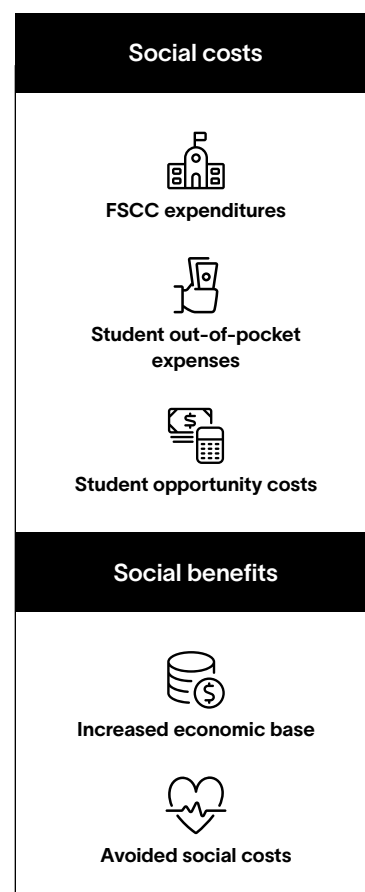 Social costs
FSCC expenditures
Student out-of-pocket
expenses
$
Student opportunity costs
Social benefits
$
Increased economic base
Avoided social costs